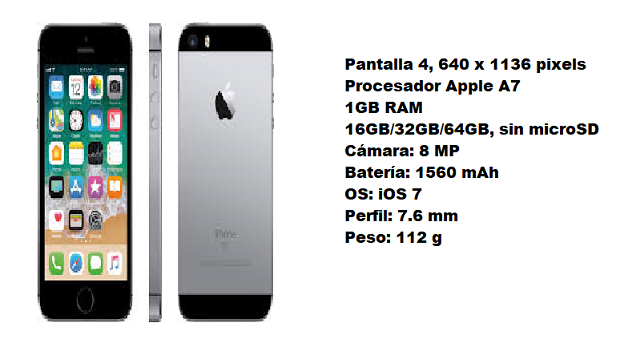 Pantalla 4, 640 x 1136 pixels
Procesador Apple A7
1GB RAM
16GB/32GB/64GB, sin microSD
Cámara: 8 MP
Batería: 1560 mAh
OS: iOS 7
Perfil: 7.6 mm
Peso: 112 g